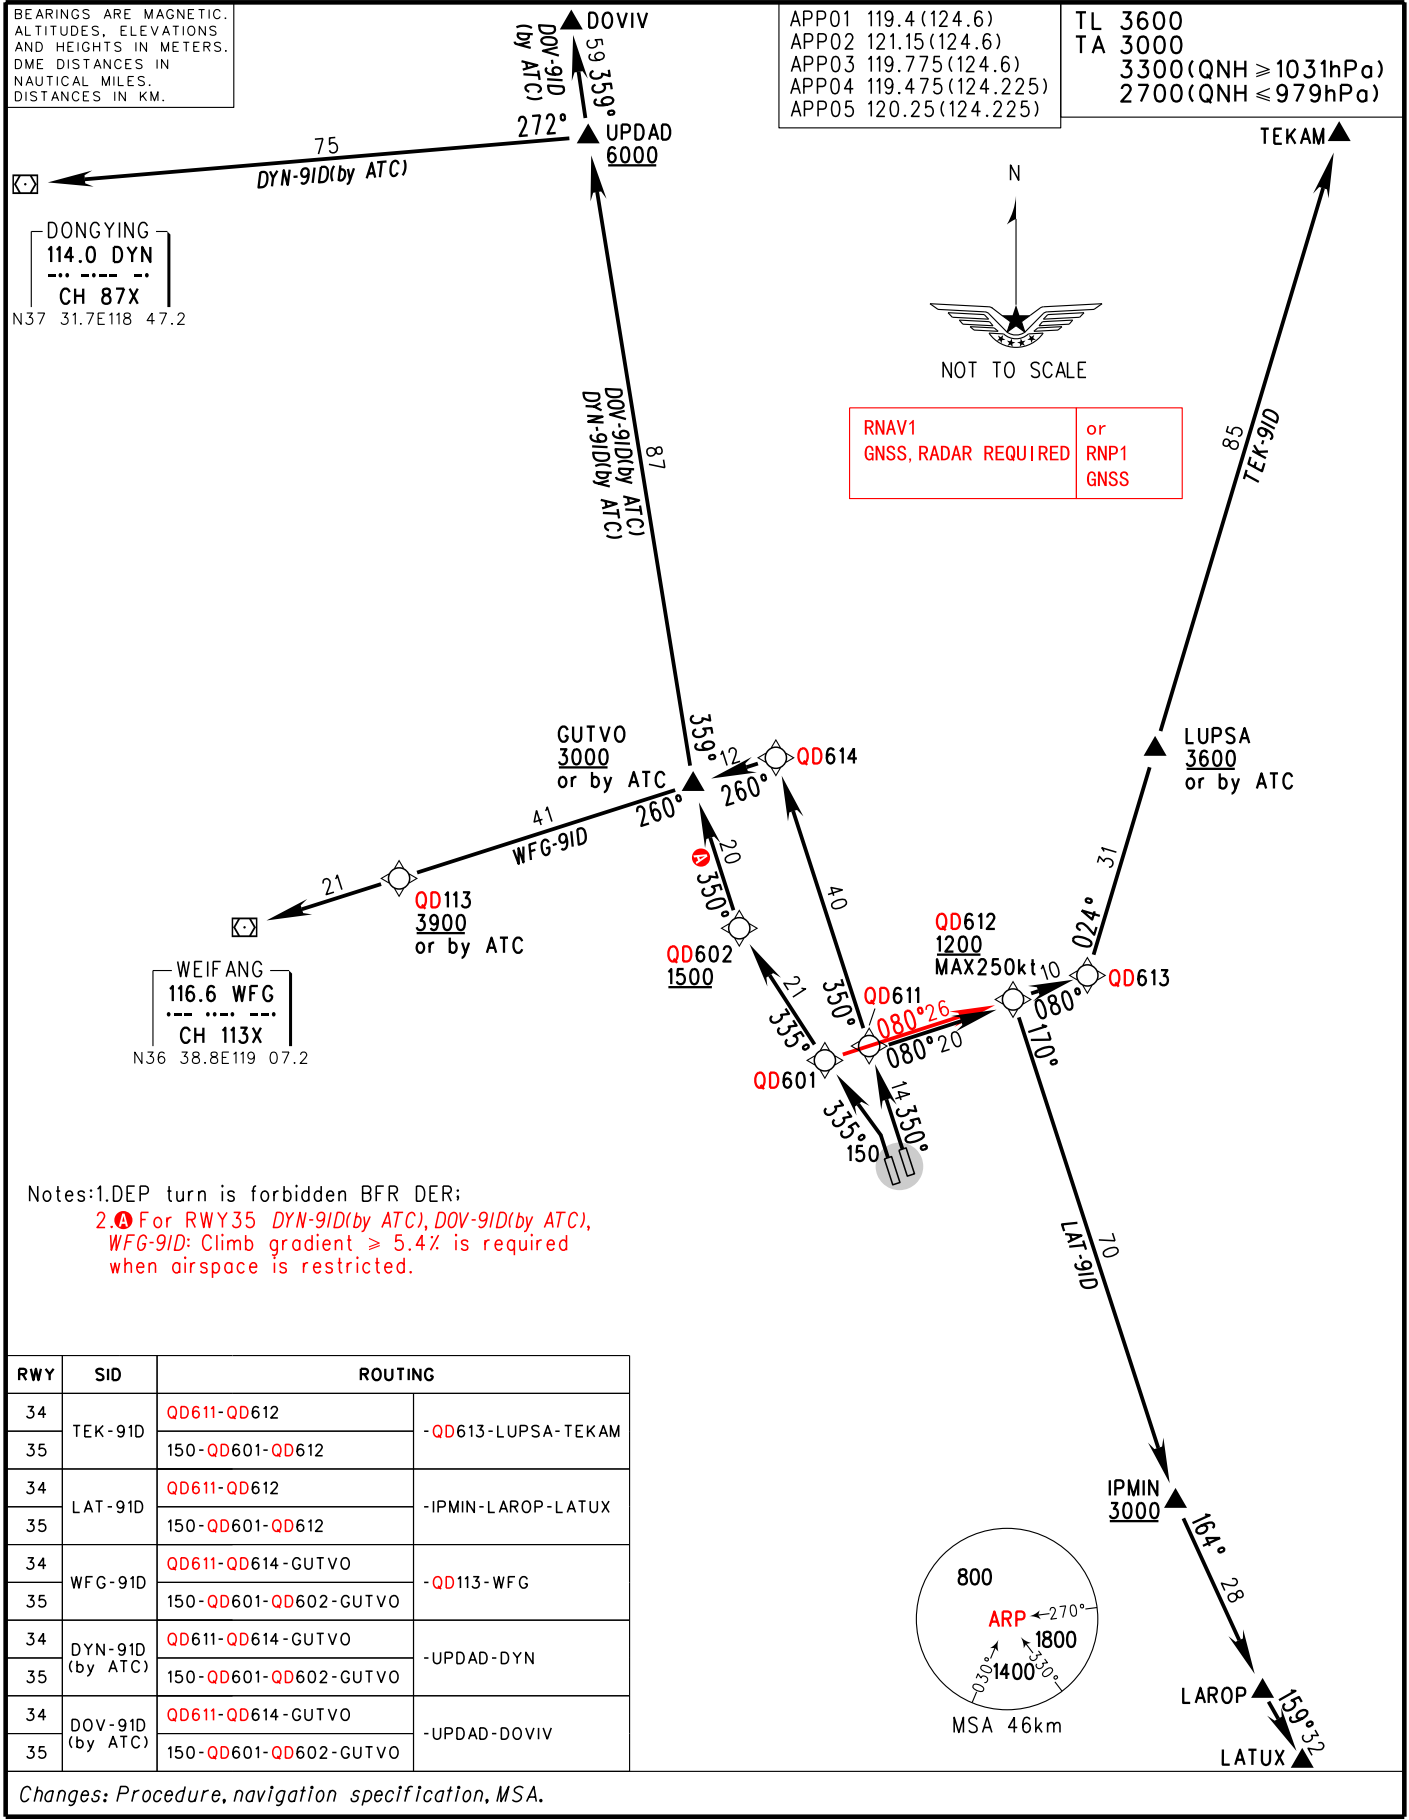 BEARINGS ARE MAGNETIC.
ALTITUDES, ELEVATIONS
AND HEIGHTS IN METERS.
DME DISTANCES IN
NAUTICAL MILES.
DISTANCES IN KM.
APP01 119.4(124.6)
APP02 121.15(124.6)
APP03 119.775(124.6)
APP04 119.475(124.225)
APP05 120.25(124.225)
TL 3600
TA 3000
3300(QNH ≥ 1031hPa)
2700(QNH ≤ 979hPa)
DOVIV
59 359°
DOV-91D
(by ATC)
272°
UPDAD
6000
75
DYN-91D(by ATC)
DONGYING
114.0 DYN
-·· -·-- -·
CH 87X
N37 31.7E118 47.2
TEKAM
N
NOT TO SCALE
RNAV1
GNSS, RADAR REQUIRED
or
RNP1
GNSS
85
TEK-91D
87
DOV-91D(by ATC)
DYN-91D(by ATC)
GUTVO
3000
or by ATC
359°
12
260°
QD614
260°
41
WFG-91D
21
QD113
3900
or by ATC
WEIFANG
116.6 WFG
·-- ··-· --·
CH 113X
N36 38.8E119 07.2
LUPSA
3600
or by ATC
31
024°
A
20
350°
QD602
1500
40
350°
QD612
1200
MAX250kt
10
080°
QD613
QD611
080° 26
080° 20
170°
21
335°
QD601
335°
150
14 350°
70
LAT-91D
Notes:1.DEP turn is forbidden BFR DER;
2.A For RWY35 DYN-91D(by ATC), DOV-91D(by ATC),
WFG-91D: Climb gradient ≥ 5.4% is required
when airspace is restricted.
RWY SID ROUTING
34 TEK-91D QD611-QD612 -QD613-LUPSA-TEKAM
35 150-QD601-QD612
34 LAT-91D QD611-QD612 -IPMIN-LAROP-LATUX
35 150-QD601-QD612
34 WFG-91D QD611-QD614-GUTVO -QD113-WFG
35 150-QD601-QD602-GUTVO
34 DYN-91D (by ATC) QD611-QD614-GUTVO -UPDAD-DYN
35 150-QD601-QD602-GUTVO
34 DOV-91D (by ATC) QD611-QD614-GUTVO -UPDAD-DOVIV
35 150-QD601-QD602-GUTVO
IPMIN
3000
164°
28
LAROP
159° 32
LATUX
800
ARP
270°
1800
1400
030°
330°
MSA 46km
Changes: Procedure, navigation specification, MSA.